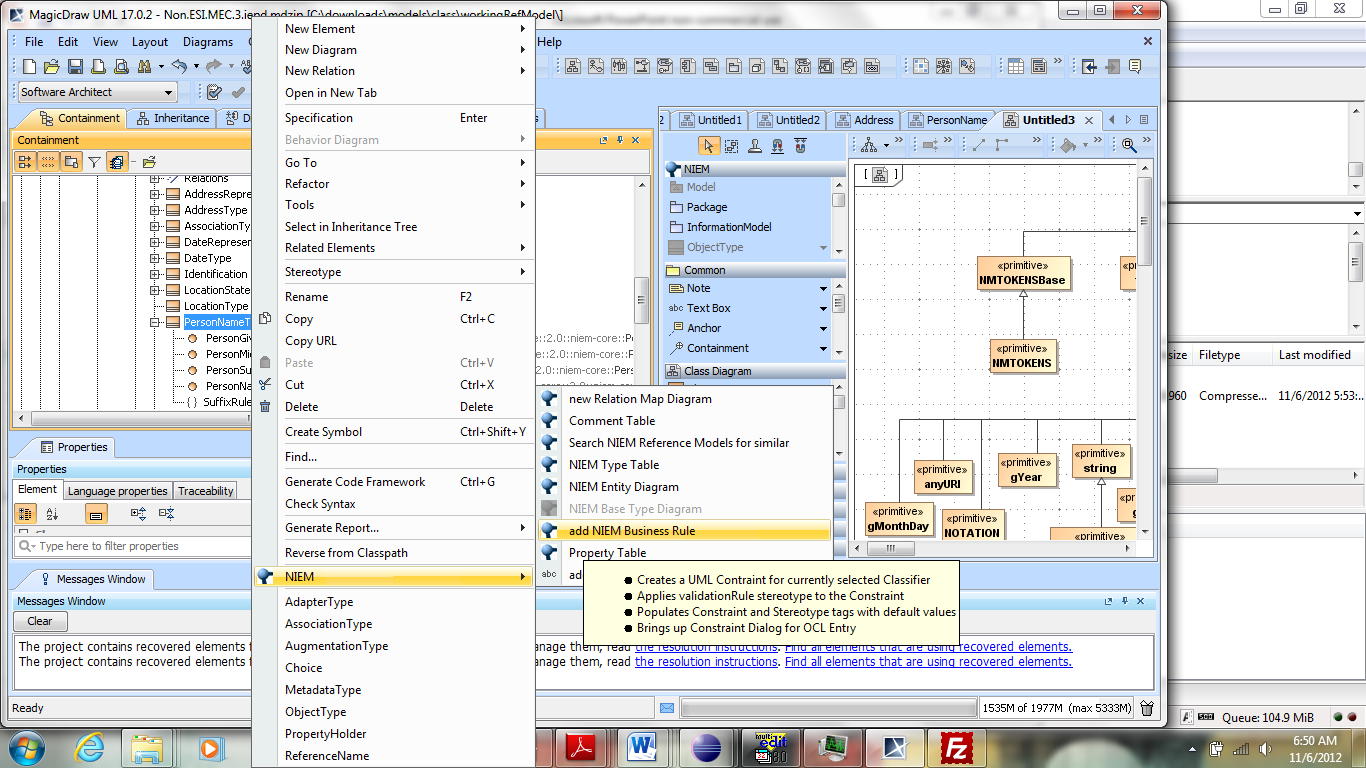 MagicDraw UML 17.0.2 - Non.ESI.MEC.3.iepd.mdzip [C:\downloads\models\class\workingRefModel\]
File Edit View Layout Diagrams Help
Software Architect
Containment Inheritance
Containment
Relations
AddressRepre
AddressType
AssociationTy
DateRepresen
DateType
Identification
LocationState
LocationType
PersonNameT
PersonGiv
PersonMid
PersonSu
PersonNa
{ } SuffixRule
Properties
Properties
Element Language properties Traceability
Type here to filter properties
Messages Window
Messages Window
Clear
The project contains recovered elements
The project contains recovered elements
nage them, read the resolution instructions. Find all elements that are using recovered elements.
nage them, read the resolution instructions. Find all elements that are using recovered elements.
Ready
1535M of 1977M (max 5333M)
New Element
New Diagram
New Relation
Open in New Tab
Specification Enter
Behavior Diagram
Go To
Refactor
Tools
Select in Inheritance Tree
Related Elements
Stereotype
Rename F2
Copy Ctrl+C
Copy URL
Paste Ctrl+V
Cut Ctrl+X
Delete Delete
Create Symbol Ctrl+Shift+Y
Find...
Generate Code Framework Ctrl+G
Check Syntax
Generate Report...
Reverse from Classpath
NIEM
AdapterType
AssociationType
AugmentationType
Choice
MetadataType
ObjectType
PropertyHolder
ReferenceName
e::2.0::niem-core::Pe
::2.0::niem-core::Pe
::2.0::niem-core::Per
:2.0::niem-core::Per
new Relation Map Diagram
Comment Table
Search NIEM Reference Models for similar
NIEM Type Table
NIEM Entity Diagram
NIEM Base Type Diagram
add NIEM Business Rule
Property Table
abc ad
Creates a UML Contraint for currently selected Classifier
Applies validationRule stereotype to the Constraint
Populates Constraint and Stereotype tags with default values
Brings up Constraint Dialog for OCL Entry
2 Untitled1 Untitled2 Address PersonName Untitled3
NIEM
Model
Package
InformationModel
ObjectType
Common
Note
abc Text Box
Anchor
Containment
Class Diagram
«primitive»
NMTOKENSBase
«primitive»
NMTOKENS
«primitive»
string
«primitive»
anyURI
«primitive»
gYear
«primitive»
gMonthDay
«primitive»
NOTATION
«primitive»
size Filetype Last modified
960 Compresse... 11/6/2012 5:53:..
Queue: 104.9 MiB
6:50 AM
11/6/2012